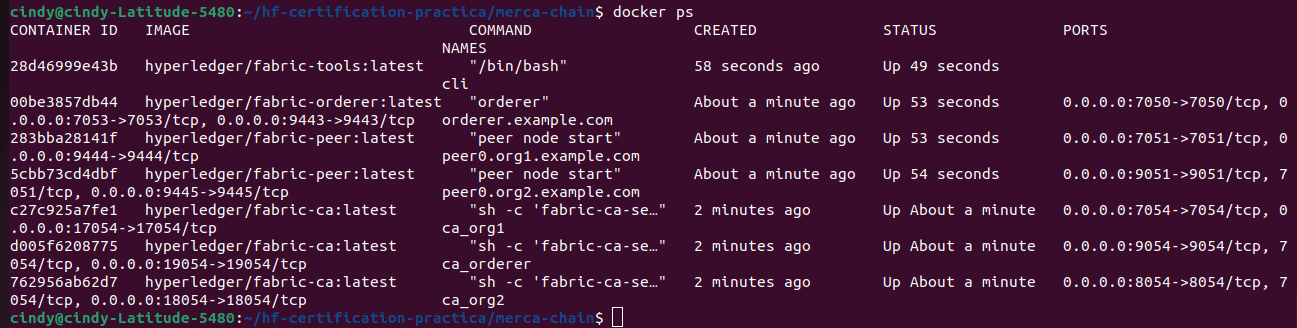 cindy@cindy-Latitude-5480:~/hf-certification-practica/merca-chain$ docker ps
CONTAINER ID   IMAGE                               COMMAND                  CREATED              STATUS              PORTS
                                                NAMES
28d46999e43b   hyperledger/fabric-tools:latest     "/bin/bash"              58 seconds ago       Up 49 seconds
                                                cli
00be3857db44   hyperledger/fabric-orderer:latest   "orderer"                About a minute ago   Up 53 seconds       0.0.0.0:7050->7050/tcp, 0
.0.0.0:7053->7053/tcp, 0.0.0.0:9443->9443/tcp   orderer.example.com
283bba28141f   hyperledger/fabric-peer:latest      "peer node start"        About a minute ago   Up 53 seconds       0.0.0.0:7051->7051/tcp, 0
.0.0.0:9444->9444/tcp                           peer0.org1.example.com
5cbb73cd4dbf   hyperledger/fabric-peer:latest      "peer node start"        About a minute ago   Up 54 seconds       0.0.0.0:9051->9051/tcp, 7
051/tcp, 0.0.0.0:9445->9445/tcp                 peer0.org2.example.com
c27c925a7fe1   hyperledger/fabric-ca:latest        "sh -c 'fabric-ca-se…"   2 minutes ago        Up About a minute   0.0.0.0:7054->7054/tcp, 0
.0.0.0:17054->17054/tcp                         ca_org1
d005f6208775   hyperledger/fabric-ca:latest        "sh -c 'fabric-ca-se…"   2 minutes ago        Up About a minute   0.0.0.0:9054->9054/tcp, 7
054/tcp, 0.0.0.0:19054->19054/tcp               ca_orderer
762956ab62d7   hyperledger/fabric-ca:latest        "sh -c 'fabric-ca-se…"   2 minutes ago        Up About a minute   0.0.0.0:8054->8054/tcp, 7
054/tcp, 0.0.0.0:18054->18054/tcp               ca_org2
cindy@cindy-Latitude-5480:~/hf-certification-practica/merca-chain$